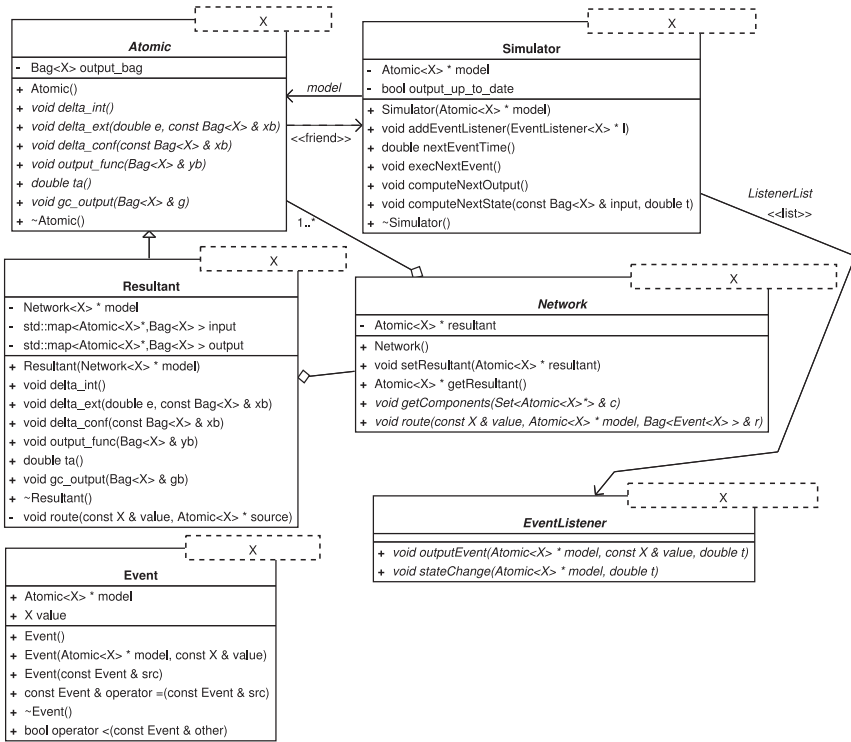 X
Atomic
- Bag<X> output_bag
+ Atomic()
+ void delta_int()
+ void delta_ext(double e, const Bag<X> & xb)
+ void delta_conf(const Bag<X> & xb)
+ void output_func(Bag<X> & yb)
+ double ta()
+ void gc_output(Bag<X> & g)
+ ~Atomic()
model
<<friend>>
X
Simulator
- Atomic<X> * model
- bool output_up_to_date
+ Simulator(Atomic<X> * model)
+ void addEventListener(EventListener<X> * l)
+ double nextEventTime()
+ void execNextEvent()
+ void computeNextOutput()
+ void computeNextState(const Bag<X> & input, double t)
+ ~Simulator()
ListenerList
<<list>>
1..*
X
Resultant
- Network<X> * model
- std::map<Atomic<X>*,Bag<X> > input
- std::map<Atomic<X>*,Bag<X> > output
+ Resultant(Network<X> * model)
+ void delta_int()
+ void delta_ext(double e, const Bag<X> & xb)
+ void delta_conf(const Bag<X> & xb)
+ void output_func(Bag<X> & yb)
+ double ta()
+ void gc_output(Bag<X> & gb)
+ ~Resultant()
- void route(const X & value, Atomic<X> * source)
X
Network
- Atomic<X> * resultant
+ Network()
+ void setResultant(Atomic<X> * resultant)
+ Atomic<X> * getResultant()
+ void getComponents(Set<Atomic<X>*> & c)
+ void route(const X & value, Atomic<X> * model, Bag<Event<X> > & r)
X
EventListener
+ void outputEvent(Atomic<X> * model, const X & value, double t)
+ void stateChange(Atomic<X> * model, double t)
X
Event
+ Atomic<X> * model
+ X value
+ Event()
+ Event(Atomic<X> * model, const X & value)
+ Event(const Event & src)
+ const Event & operator =(const Event & src)
+ ~Event()
+ bool operator <(const Event & other)